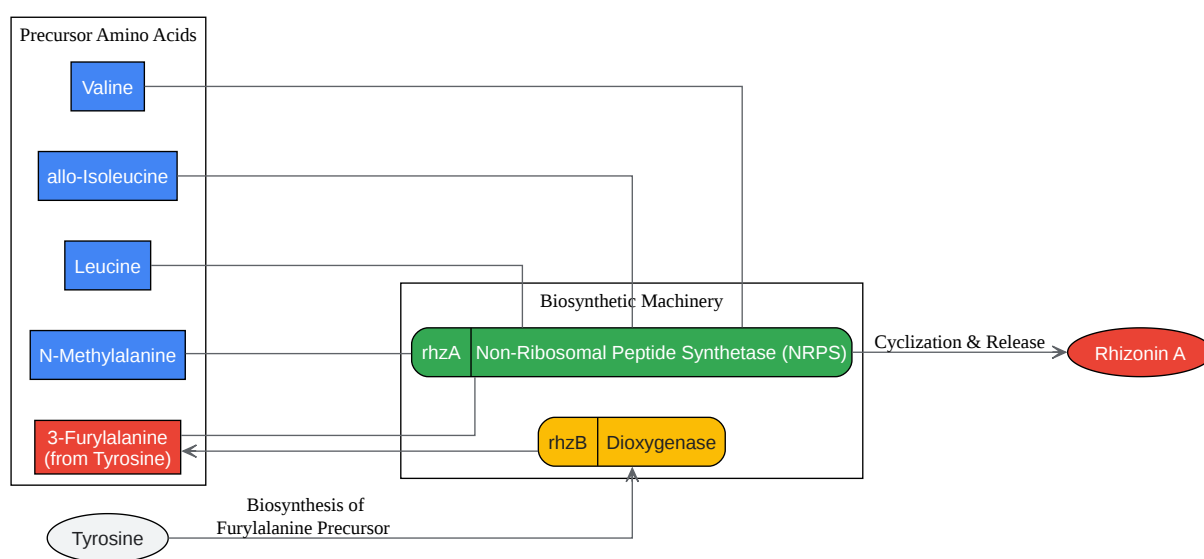 Precursor Amino Acids
Valine
allo-Isoleucine
Leucine
Biosynthetic Machinery
N-Methylalanine
rhzA Non-Ribosomal Peptide Synthetase (NRPS)
Cyclization & Release
Rhizonin A
3-Furylalanine
(from Tyrosine)
rhzB Dioxygenase
Biosynthesis of
Furylalanine Precursor
Tyrosine